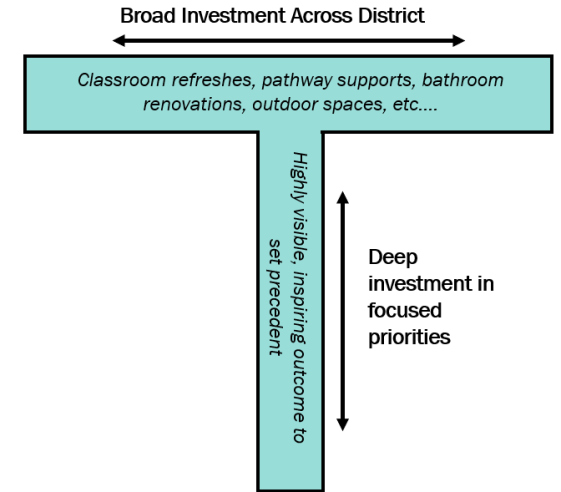 Broad Investment Across District
Classroom refreshes, pathway supports, bathroom
renovations, outdoor spaces, etc....
Highly visible, inspiring outcome to
set precedent
Deep
investment in
focused
priorities